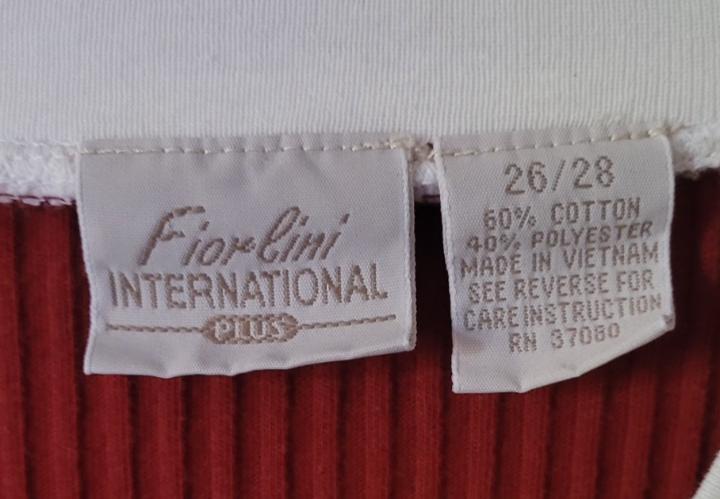 Fiorlini
INTERNATIONAL
PLUS
26/28
60% COTTON
40% POLYESTER
MADE IN VIETNAM
SEE REVERSE FOR
CARE INSTRUCTION
RN 37080